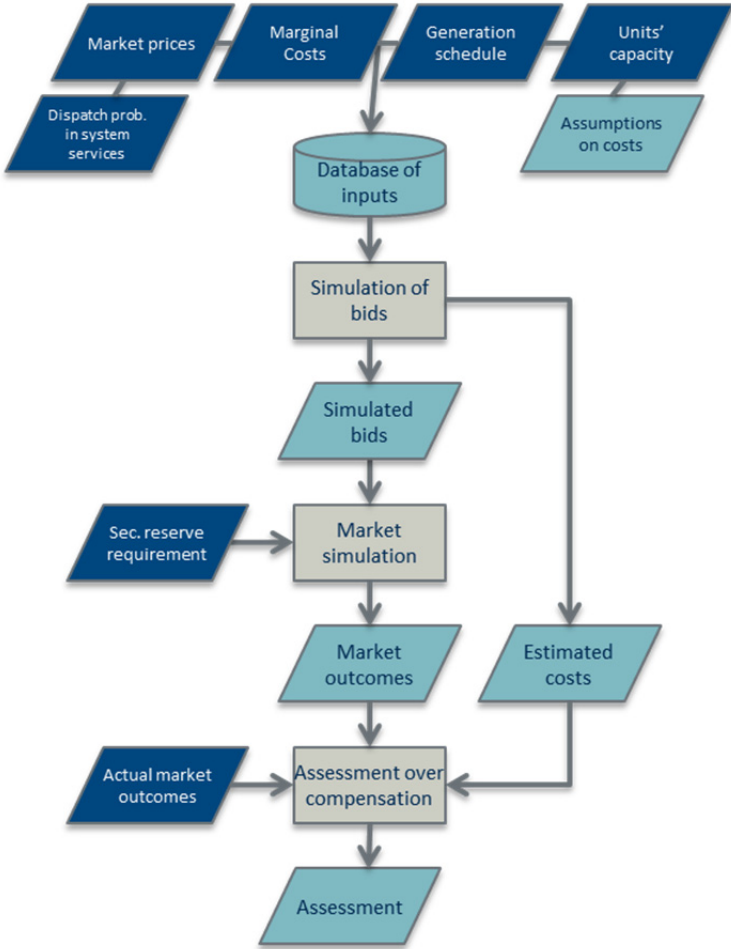 Market prices
Marginal
Costs
Generation
schedule
Units'
capacity
Dispatch prob.
in system
services
Assumptions
on costs
Database of
inputs
Simulation of
bids
Simulated
bids
Sec. reserve
requirement
Market
simulation
Market
outcomes
Estimated
costs
Actual market
outcomes
Assessment over
compensation
Assessment